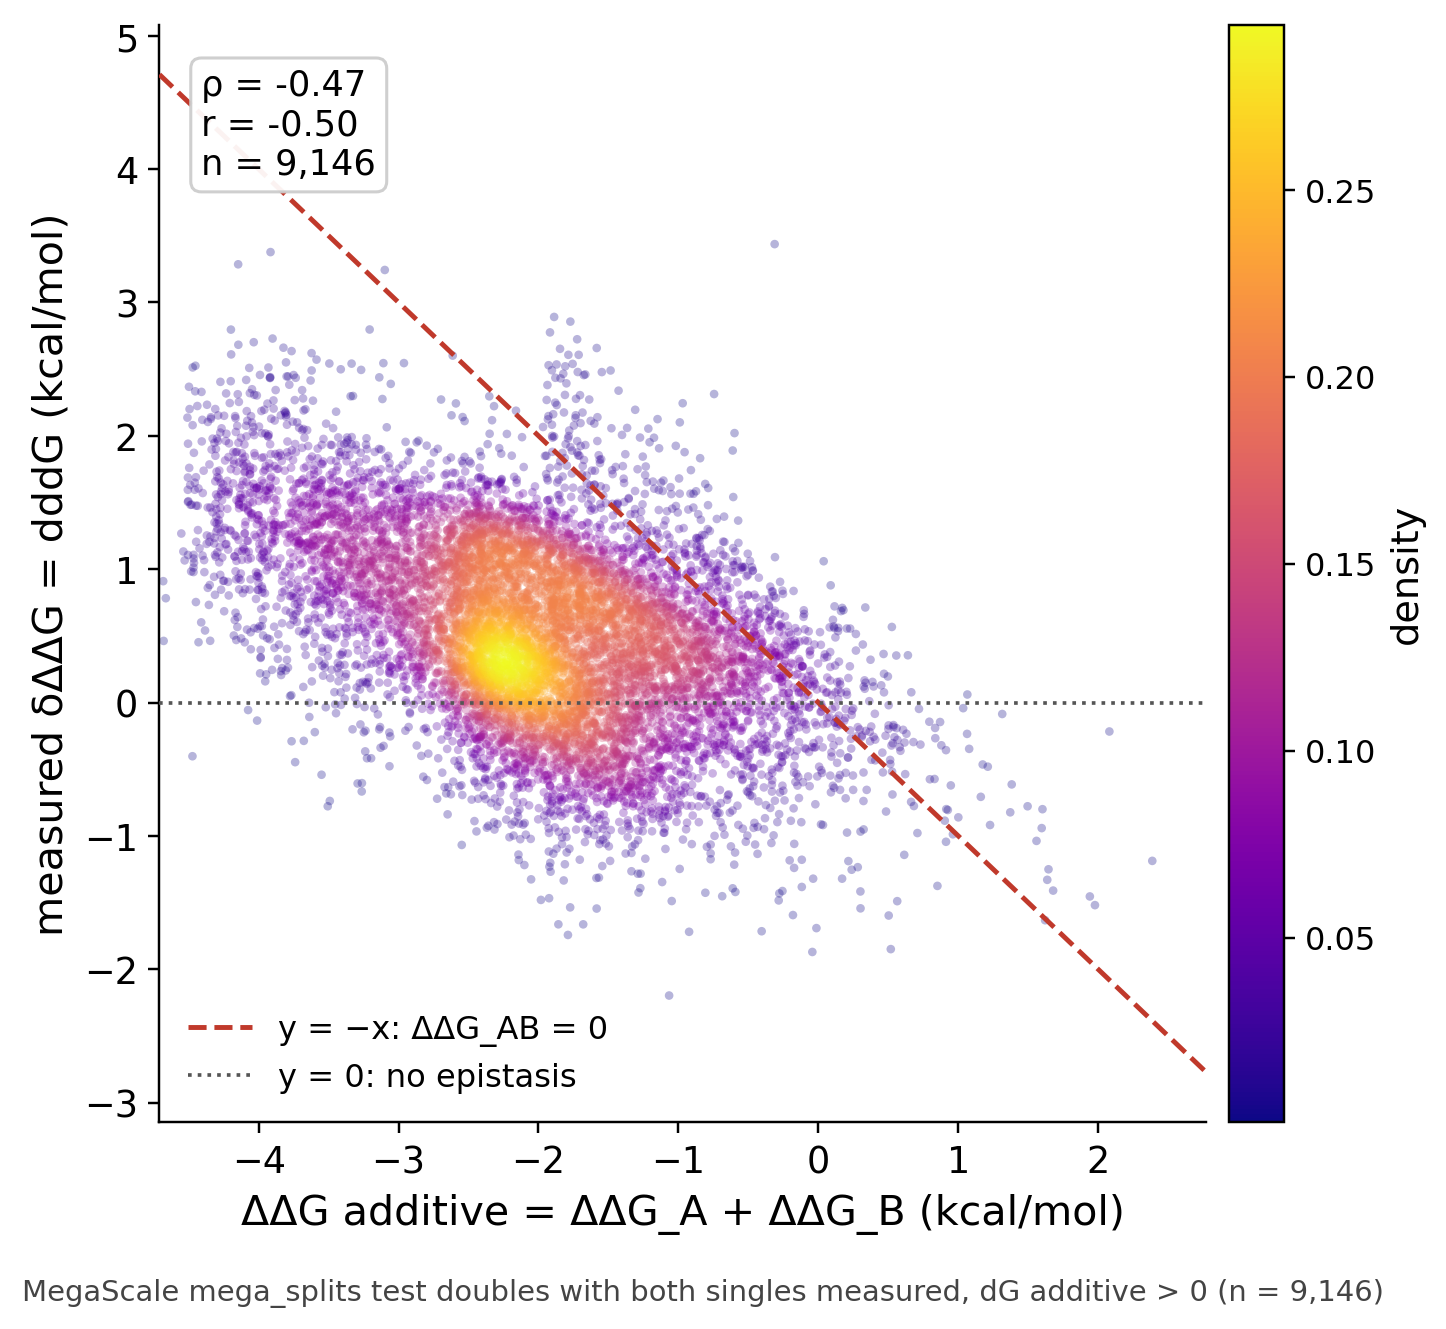 5
4
3
2
1
0
−1
−2
−3
measured δΔΔG = dddG (kcal/mol)
ρ = -0.47
r = -0.50
n = 9,146
y = −x: ΔΔG_AB = 0
y = 0: no epistasis
−4
−3
−2
−1
0
1
2
ΔΔG additive = ΔΔG_A + ΔΔG_B (kcal/mol)
0.25
0.20
0.15
0.10
0.05
density
MegaScale mega_splits test doubles with both singles measured, dG additive > 0 (n = 9,146)